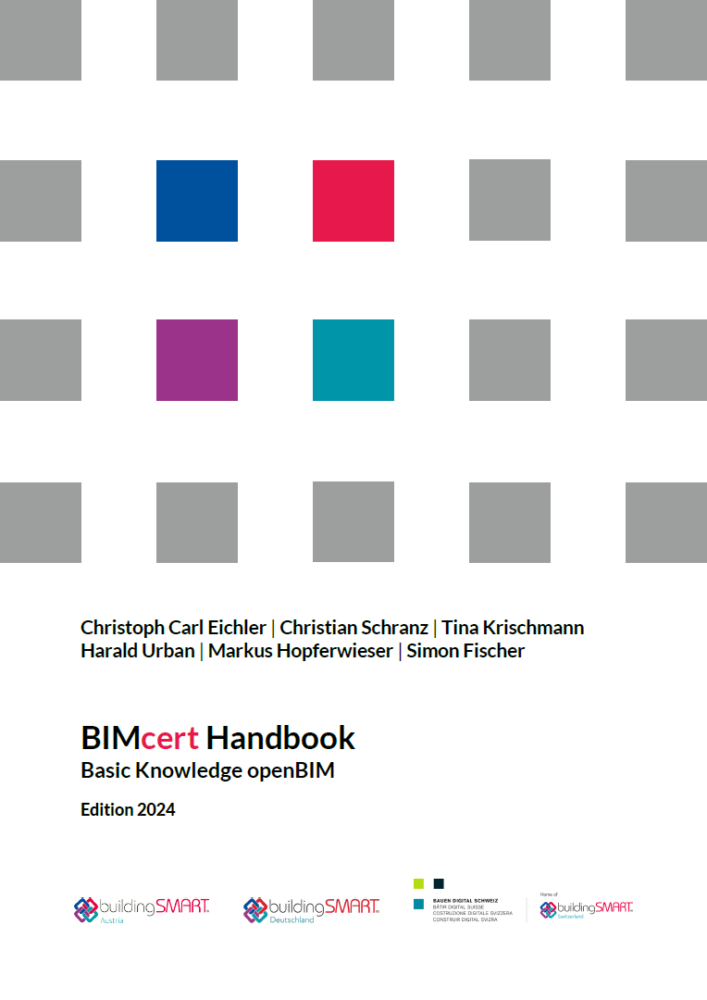 Christoph Carl Eichler | Christian Schranz | Tina Krischmann
Harald Urban | Markus Hopferwieser | Simon Fischer
BIMcert Handbook
Basic Knowledge openBIM
Edition 2024
buildingSMART®
Austria
buildingSMART®
Deutschland
BAUEN DIGITAL SCHWEIZ
BÂTIR DIGITAL SUISSE
COSTRUZIONE DIGITALE SVIZZERA
CONSTRUIR DIGITAL SVIZRA
Home of
buildingSMART®
Switzerland